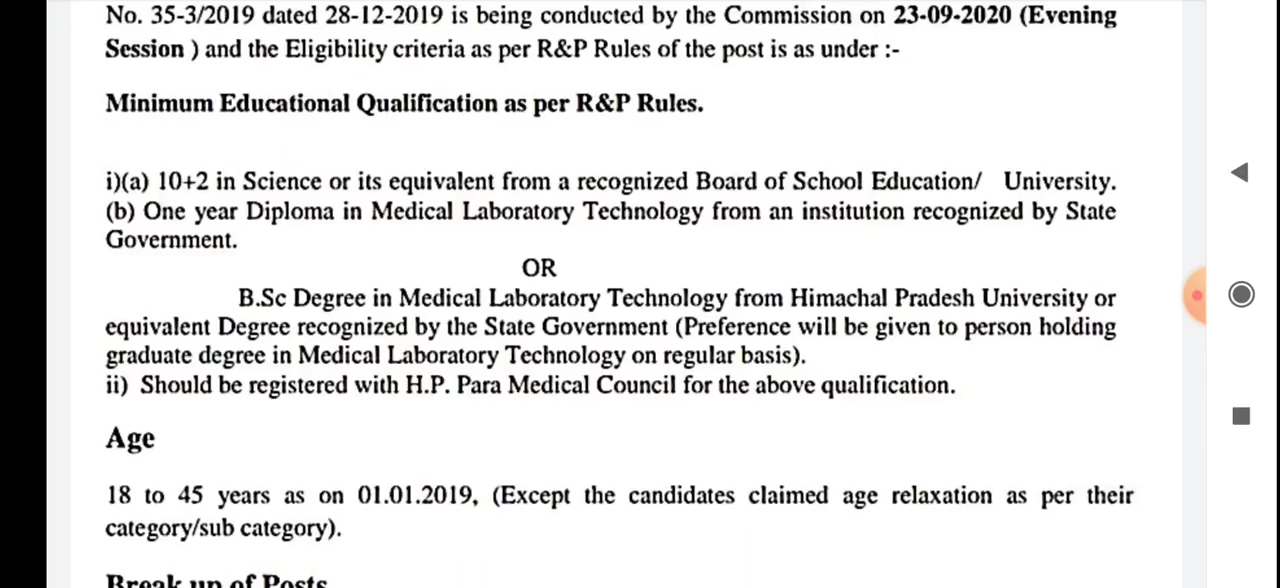 No. 35-3/2019 dated 28-12-2019 is being conducted by the Commission on 23-09-2020 (Evening
Session ) and the Eligibility criteria as per R&P Rules of the post is as under :-
Minimum Educational Qualification as per R&P Rules.
i)(a) 10+2 in Science or its equivalent from a recognized Board of School Education/ University.
(b) One year Diploma in Medical Laboratory Technology from an institution recognized by State
Government.
OR
B.Sc Degree in Medical Laboratory Technology from Himachal Pradesh University or
equivalent Degree recognized by the State Government (Preference will be given to person holding
graduate degree in Medical Laboratory Technology on regular basis).
ii) Should be registered with H.P. Para Medical Council for the above qualification.
Age
18 to 45 years as on 01.01.2019, (Except the candidates claimed age relaxation as per their
category/sub category).
Break up of Posts